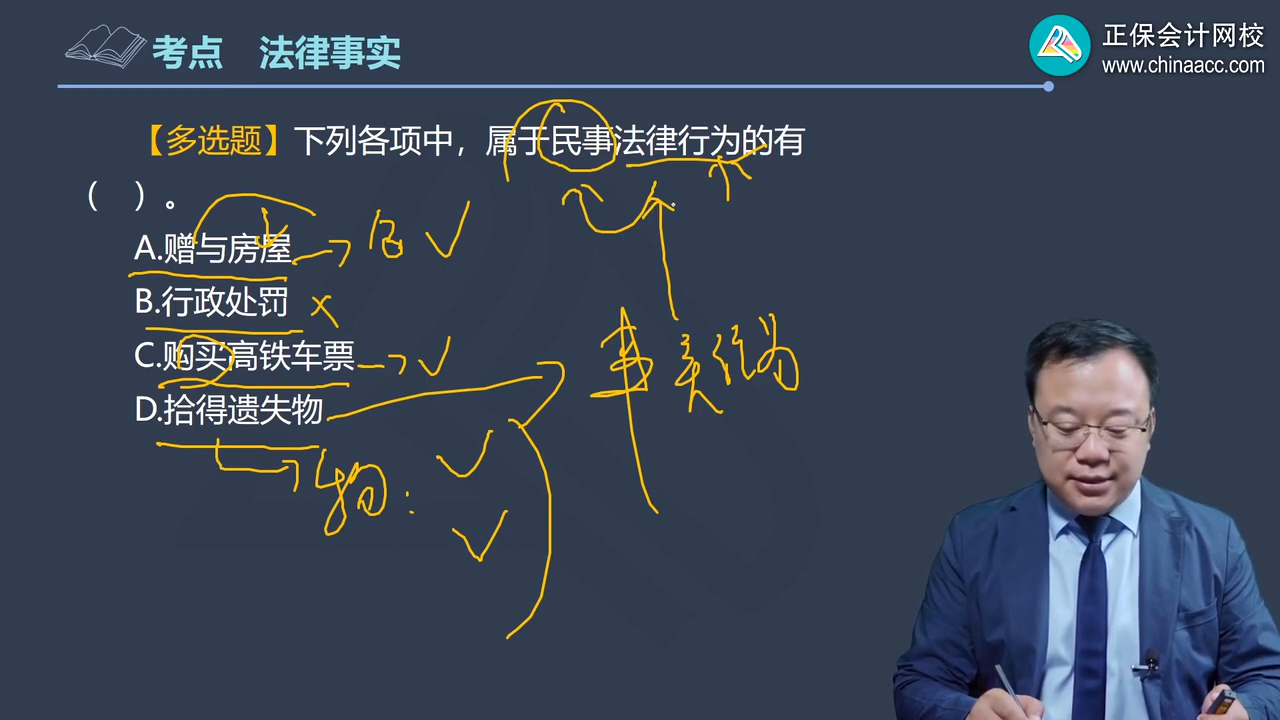 考点 法律事实
正保会计网校
www.chinaacc.com
【多选题】下列各项中，属于民事法律行为的有
（ ）。
A.赠与房屋
B.行政处罚
C.购买高铁车票
D.拾得遗失物
事实行为
物：